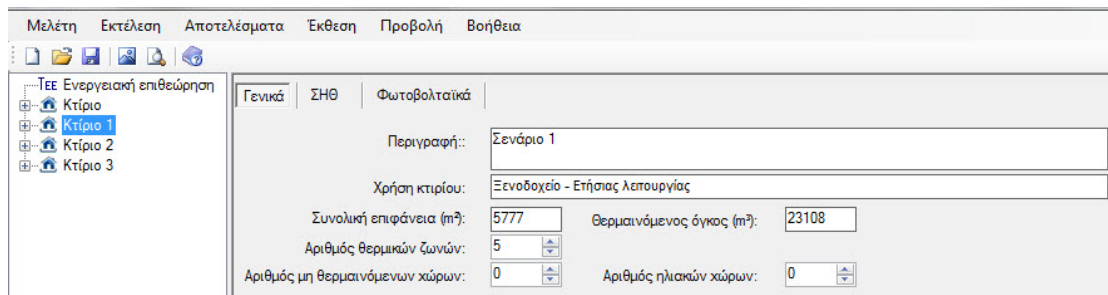 Μελέτη Εκτέλεση Αποτελέσματα Έκθεση Προβολή Βοήθεια
ΤΕΕ Ενεργειακή επιθεώρηση
Κτίριο
Κτίριο 1
Κτίριο 2
Κτίριο 3
Γενικά ΣΗΘ Φωτοβολταϊκά
Περιγραφή:: Σενάριο 1
Χρήση κτιρίου: Ξενοδοχείο - Ετήσιας λειτουργίας
Συνολική επιφάνεια (m²): 5777 Θερμαινόμενος όγκος (m³): 23108
Αριθμός θερμικών ζωνών: 5
Αριθμός μη θερμαινόμενων χώρων: 0 Αριθμός ηλιακών χώρων: 0